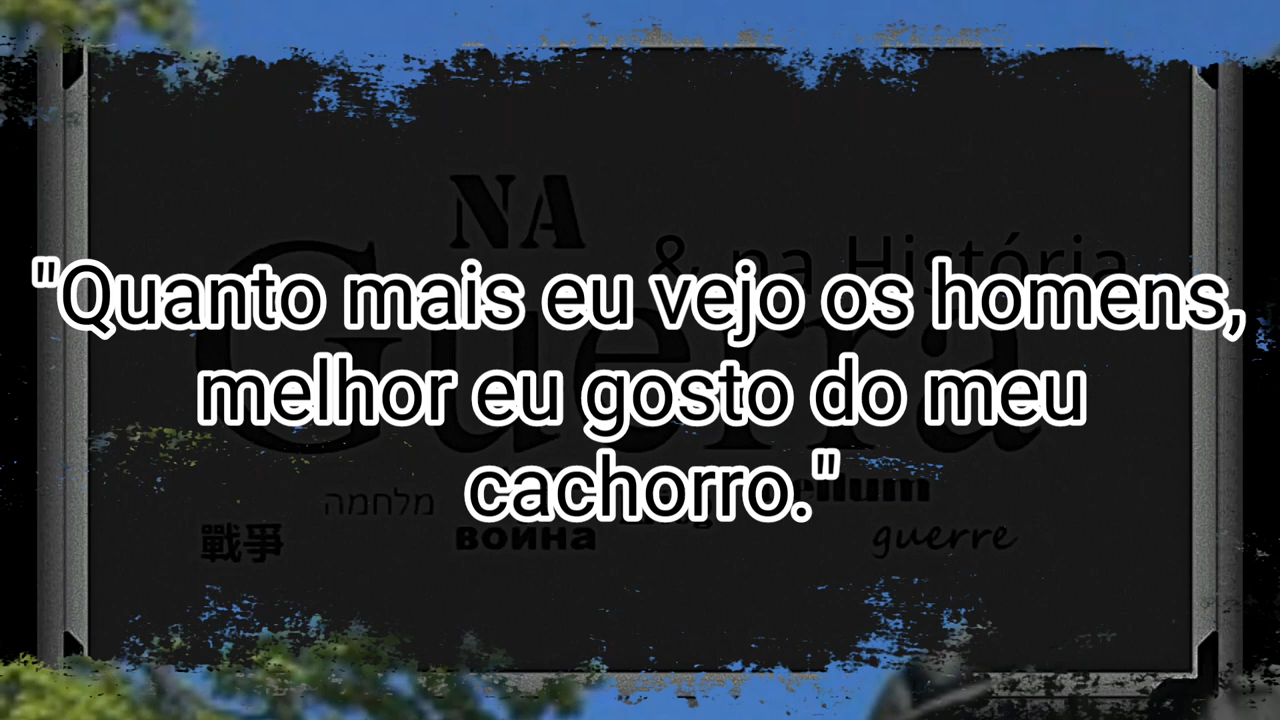 NA
& na História
Guerra
"Quanto mais eu vejo os homens,
melhor eu gosto do meu
cachorro."
מלחמה
戰爭
война
guerre